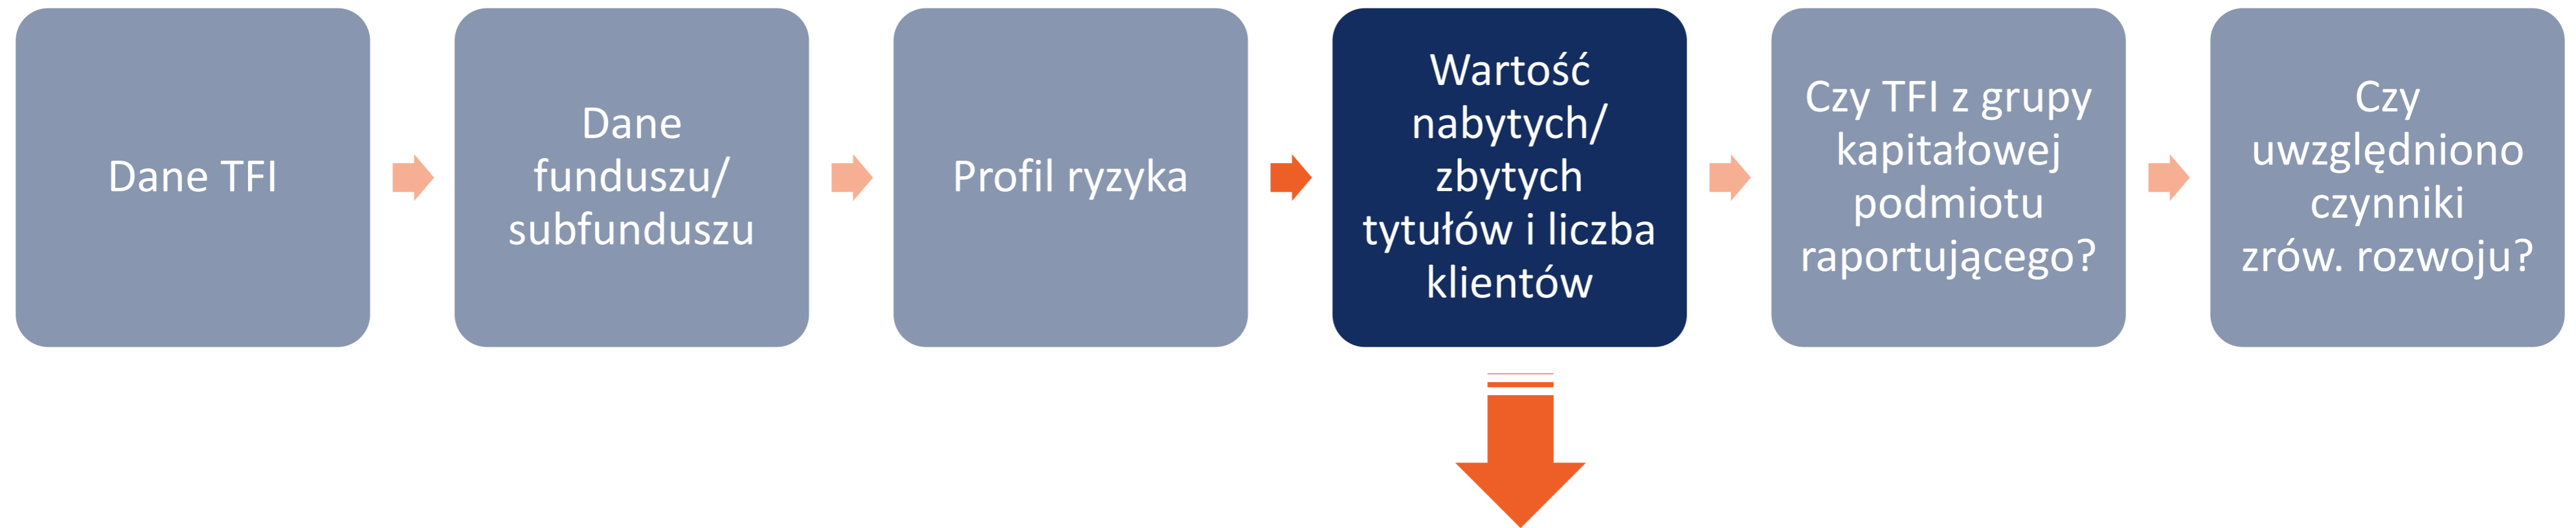 Dane TFI
Dane
funduszu/
subfunduszu
Profil ryzyka
Wartość
nabytych/
zbytych
tytułów i liczba
klientów
Czy TFI z grupy
kapitałowej
podmiotu
raportującego?
Czy
uwzględniono
czynniki
zrów. rozwoju?